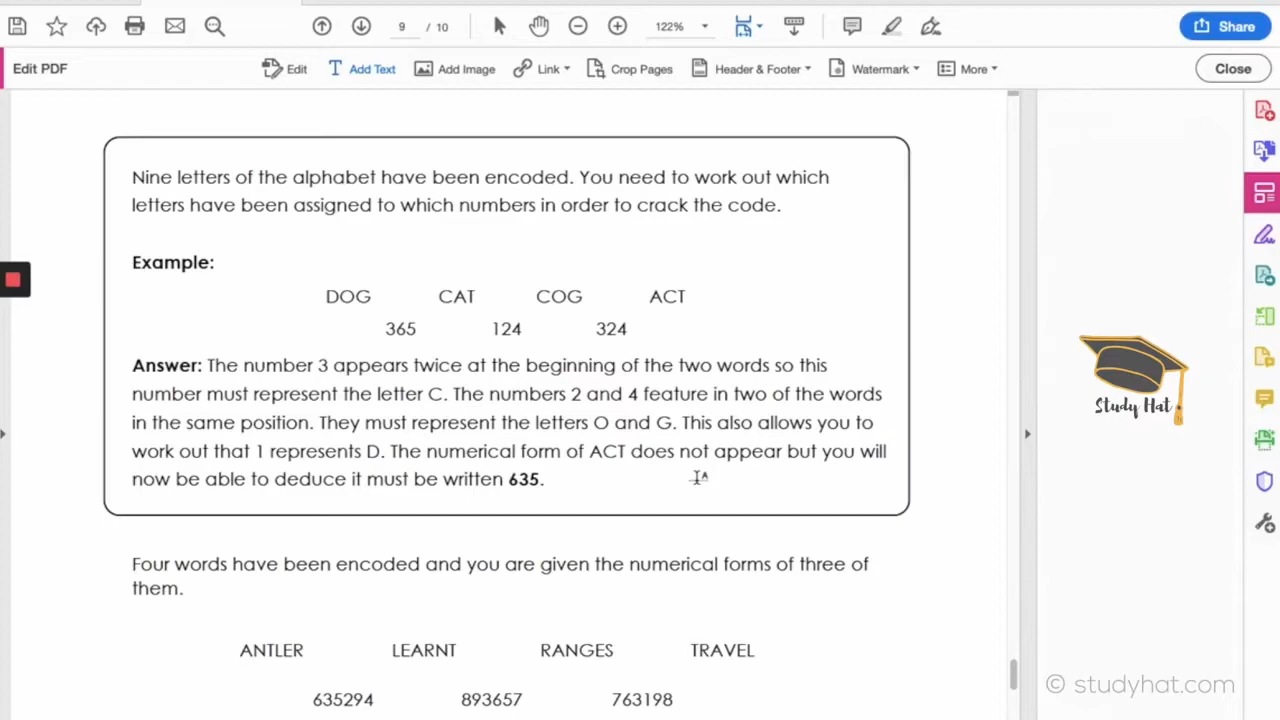 9 / 10
122%
Share
Edit PDF
Edit
Add Text
Add Image
Link
Crop Pages
Header & Footer
Watermark
More
Close
Nine letters of the alphabet have been encoded. You need to work out which
letters have been assigned to which numbers in order to crack the code.
Example:
DOG CAT COG ACT
365 124 324
Answer: The number 3 appears twice at the beginning of the two words so this
number must represent the letter C. The numbers 2 and 4 feature in two of the words
in the same position. They must represent the letters O and G. This also allows you to
work out that 1 represents D. The numerical form of ACT does not appear but you will
now be able to deduce it must be written 635.
Study Hat
Four words have been encoded and you are given the numerical forms of three of
them.
ANTLER LEARNT RANGES TRAVEL
635294 893657 763198
© studyhat.com